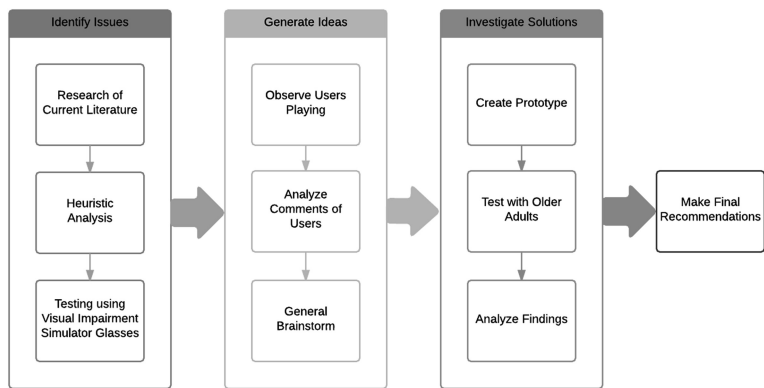 Identify Issues
Research of
Current Literature
Heuristic
Analysis
Testing using
Visual Impairment
Simulator Glasses
Generate Ideas
Observe Users
Playing
Analyze
Comments of
Users
General
Brainstorm
Investigate Solutions
Create Prototype
Test with Older
Adults
Analyze Findings
Make Final
Recommendations